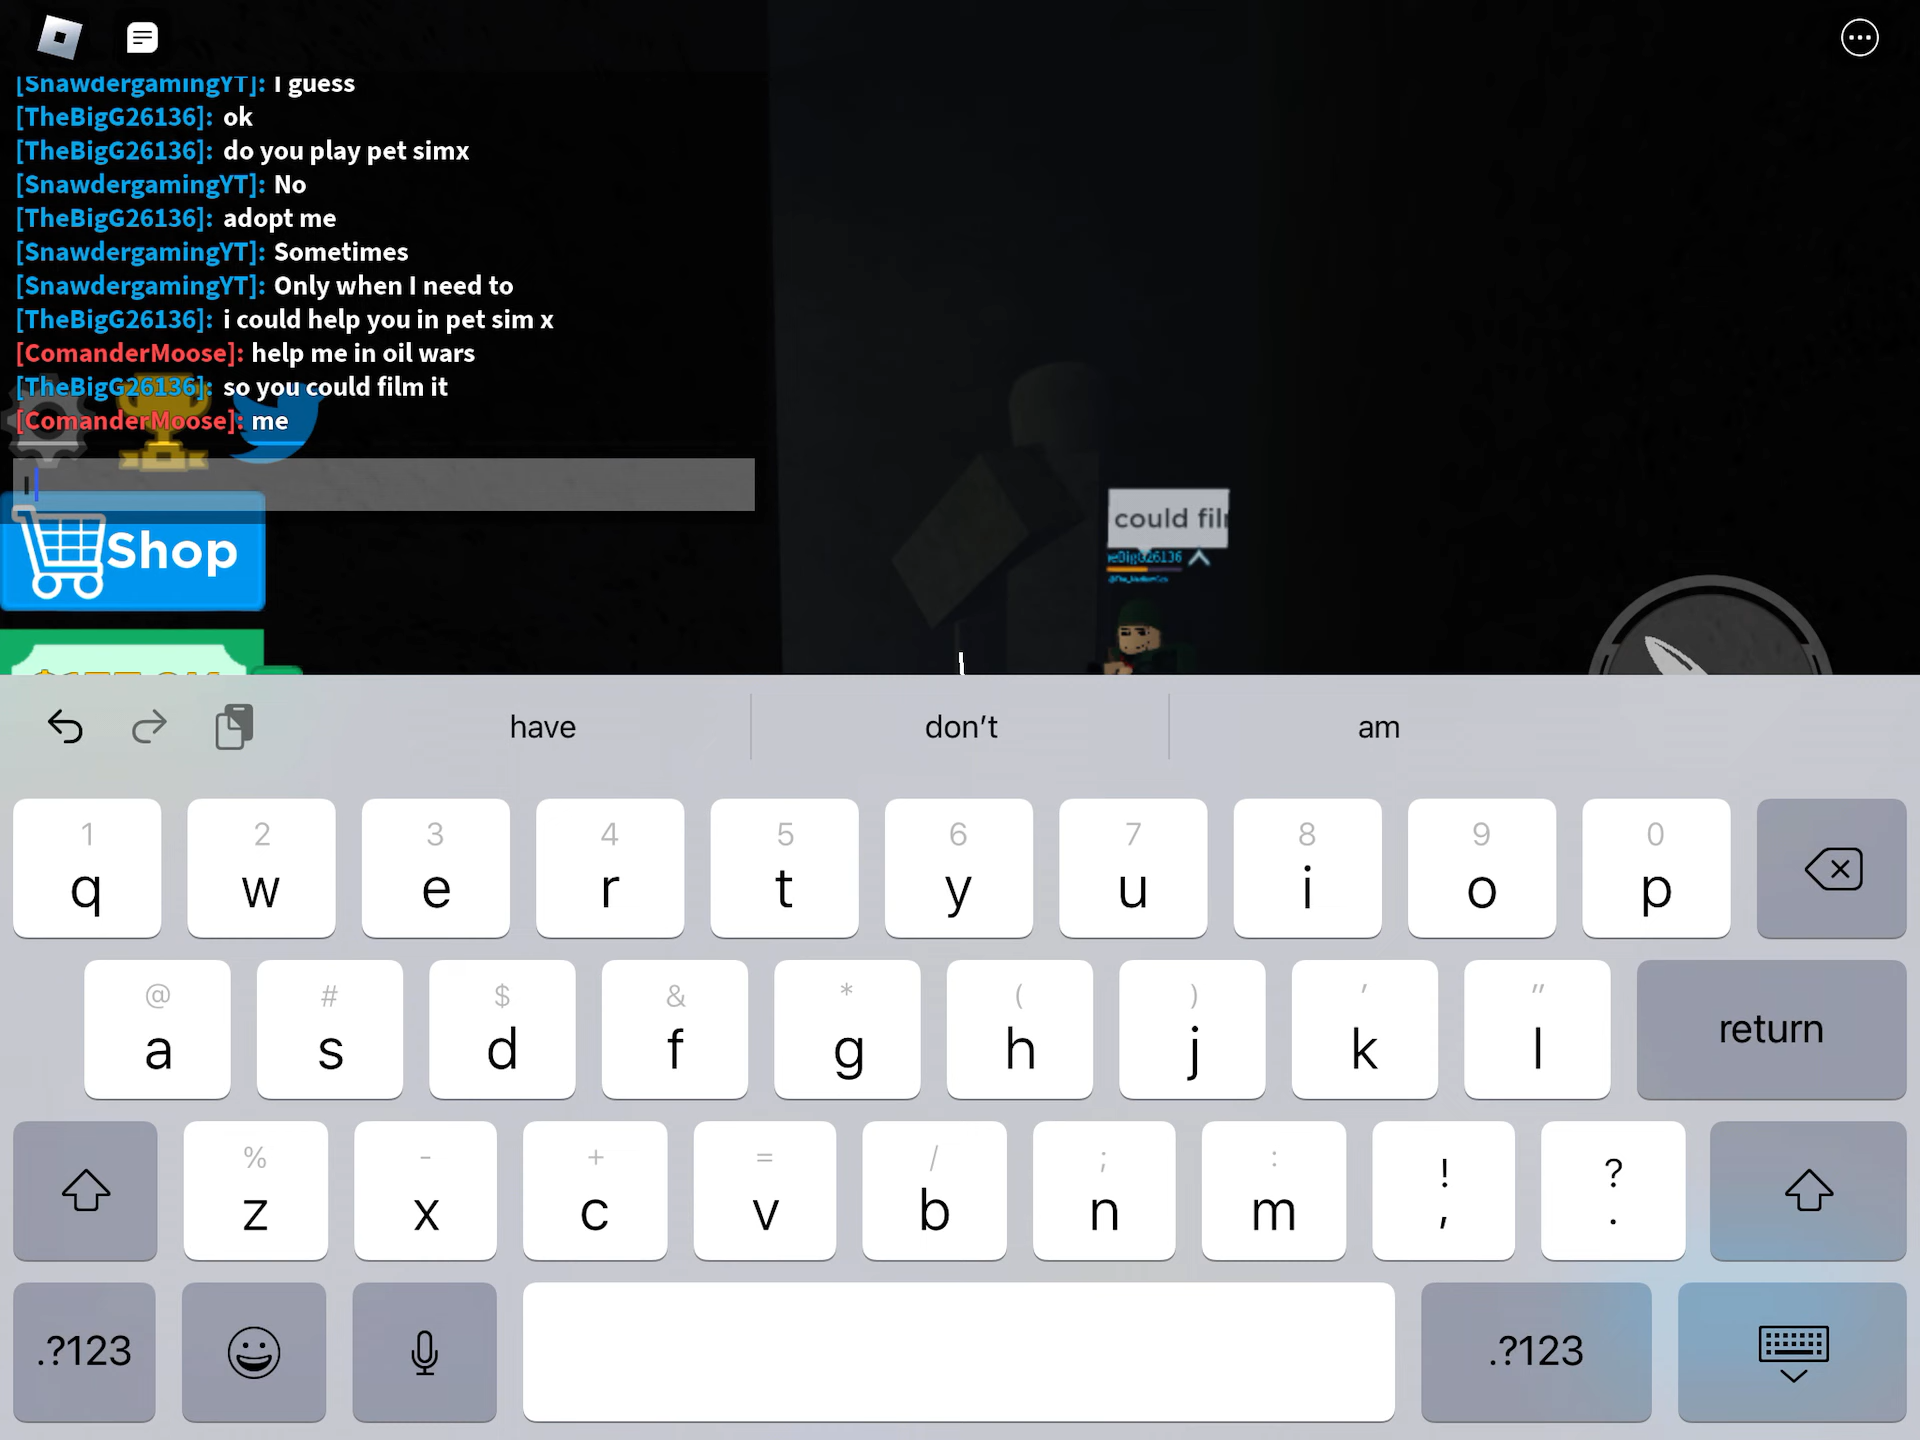 [SnawdergamingYT]: I guess
[TheBigG26136]: ok
[TheBigG26136]: do you play pet simx
[SnawdergamingYT]: No
[TheBigG26136]: adopt me
[SnawdergamingYT]: Sometimes
[SnawdergamingYT]: Only when I need to
[TheBigG26136]: i could help you in pet sim x
[ComanderMoose]: help me in oil wars
[TheBigG26136]: so you could film it
[ComanderMoose]: me
I
Shop
could fil
eBigG26136
have don't am
1 2 3 4 5 6 7 8 9 0
q w e r t y u i o p
@ # $ & * ( ) ' "
a s d f g h j k l return
% - + = / ; : ! ?
z x c v b n m , .
.?123 .?123